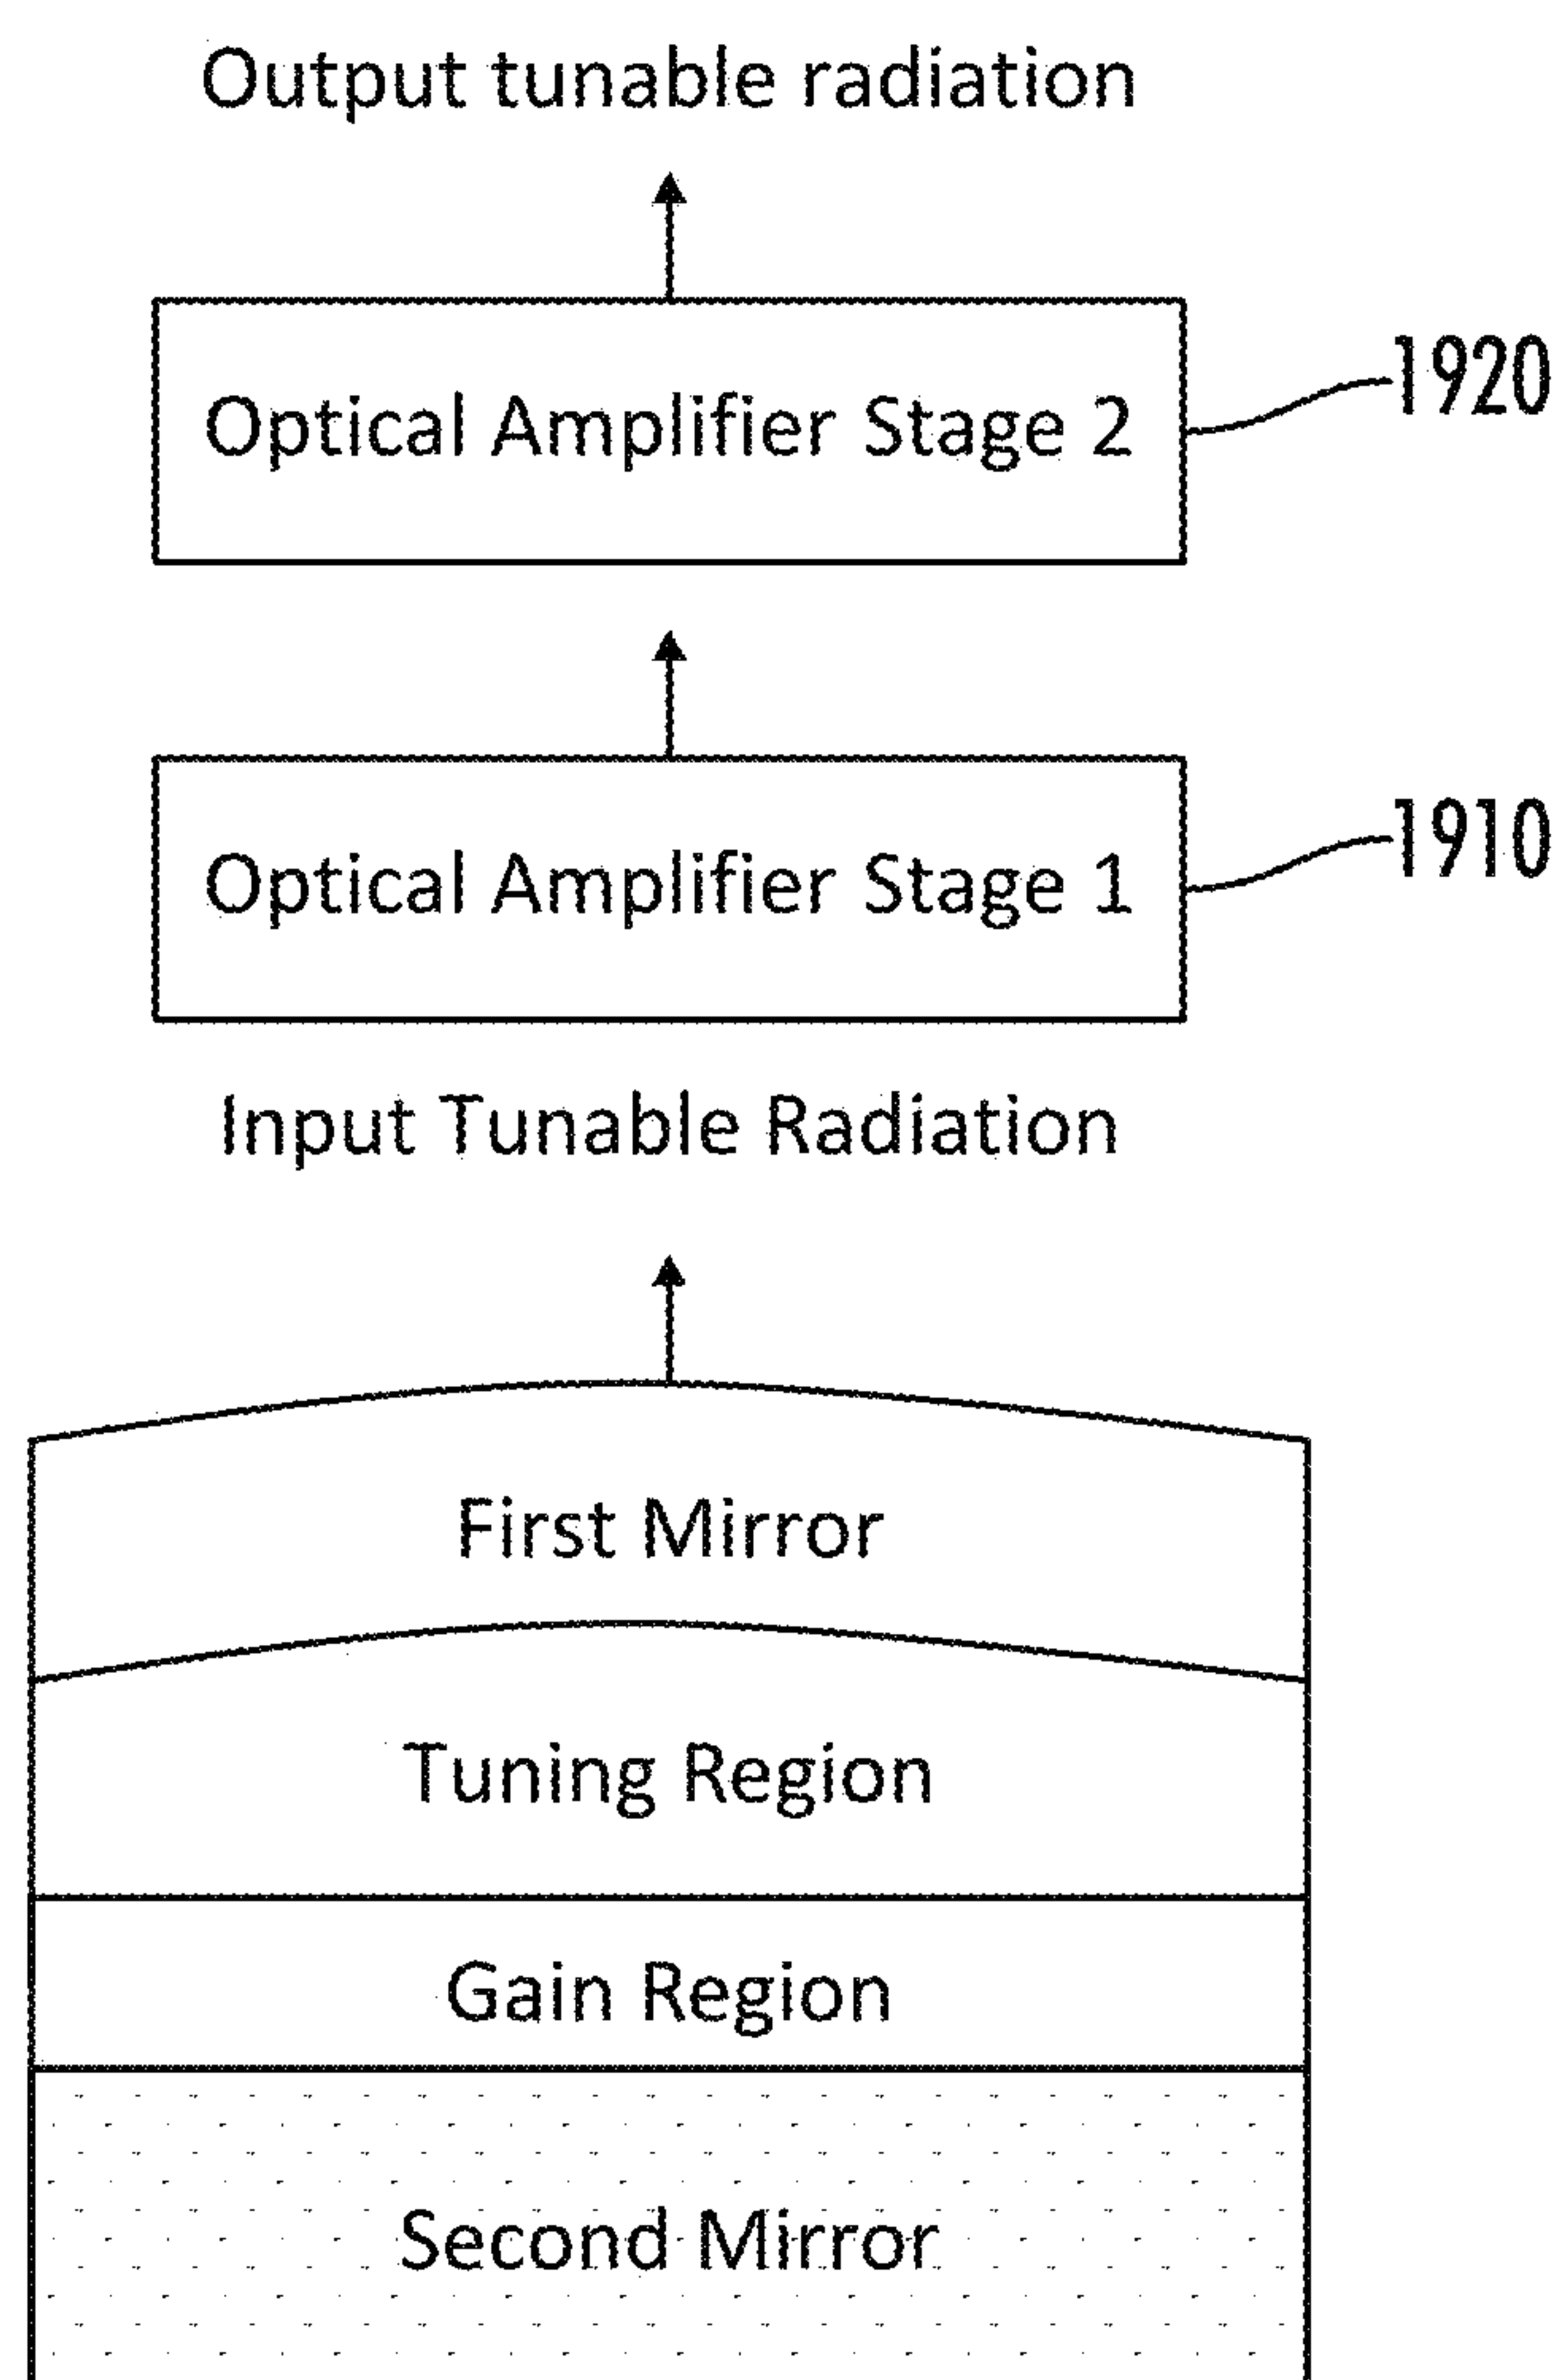 Output tunable radiation
Optical Amplifier Stage 2
1920
Optical Amplifier Stage 1
1910
Input Tunable Radiation
First Mirror
Tuning Region
Gain Region
Second Mirror